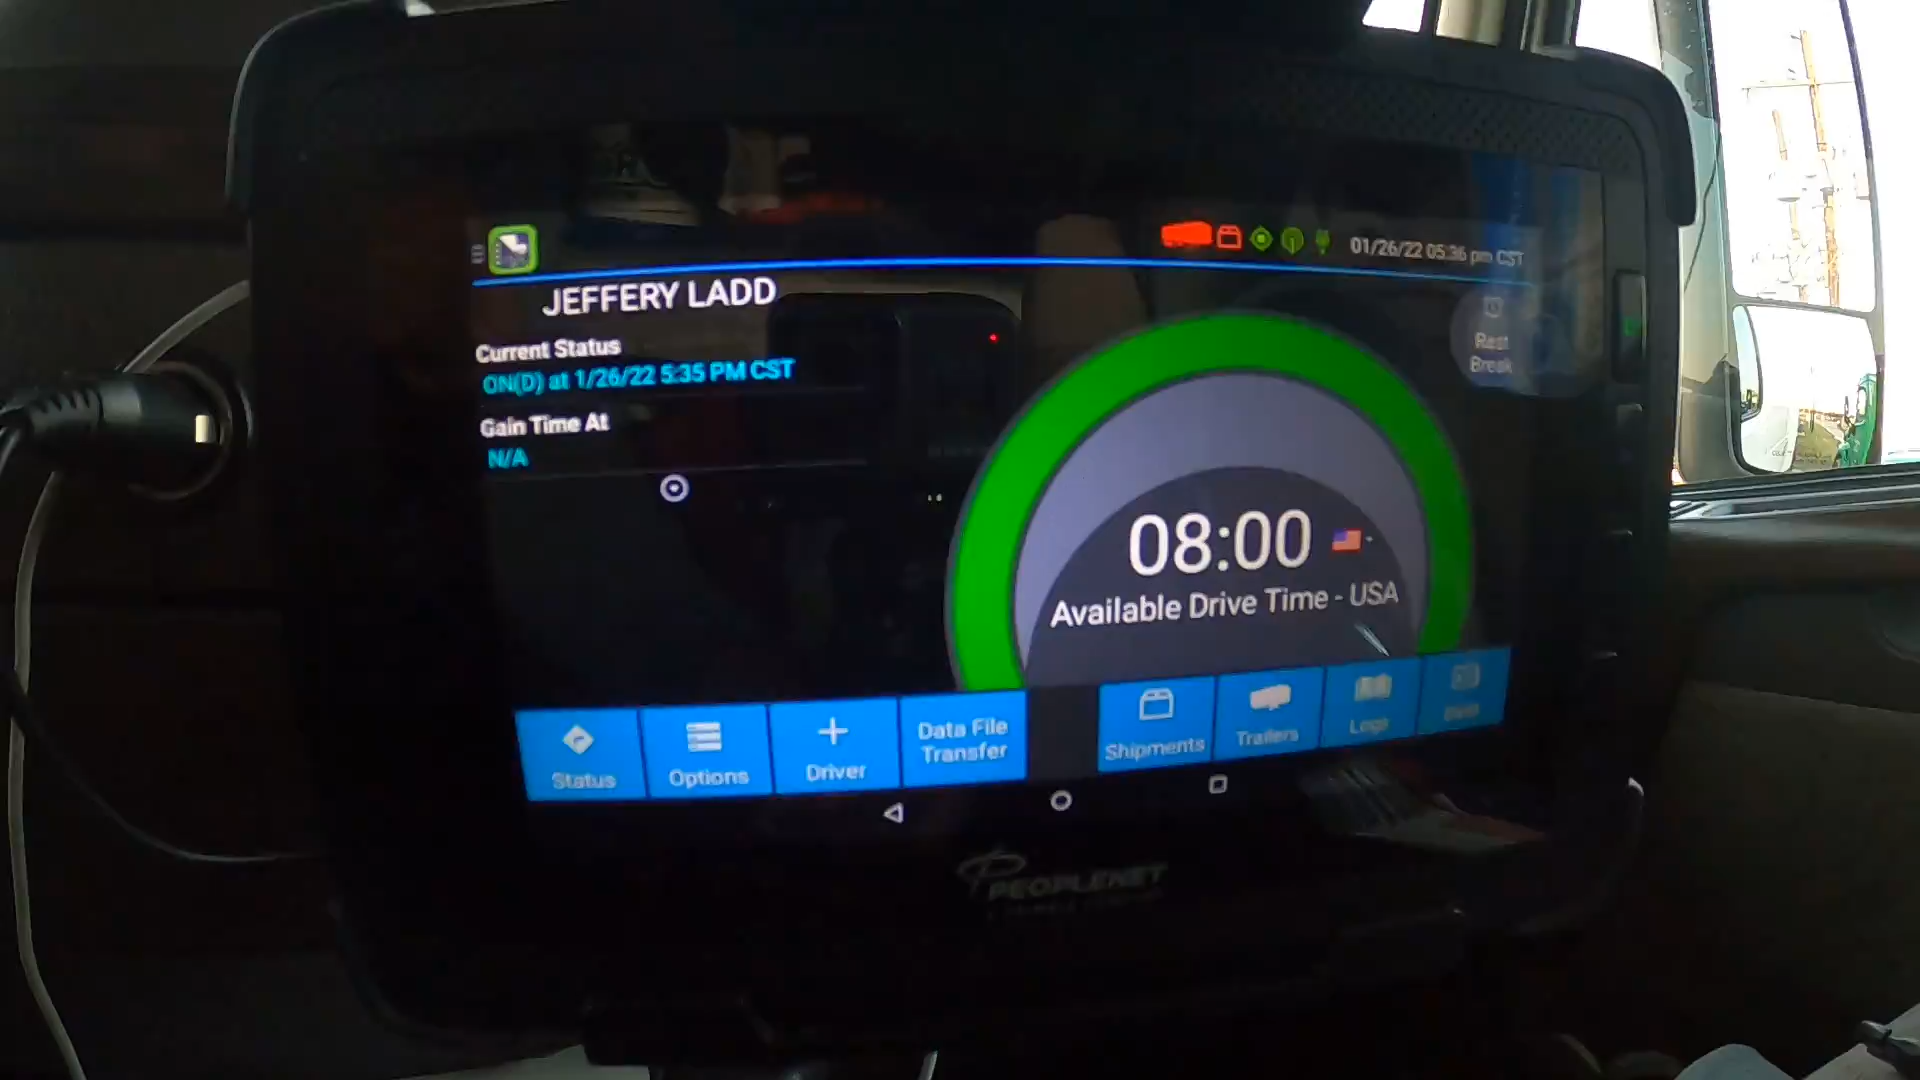 01/26/22 05:36 pm CST
JEFFERY LADD
Current Status
ON(D) at 1/26/22 5:35 PM CST
Gain Time At
N/A
Rest
Break
08:00
Available Drive Time - USA
Status
Options
Driver
Data File
Transfer
Shipments
Trailers
Logs
PEOPLENET